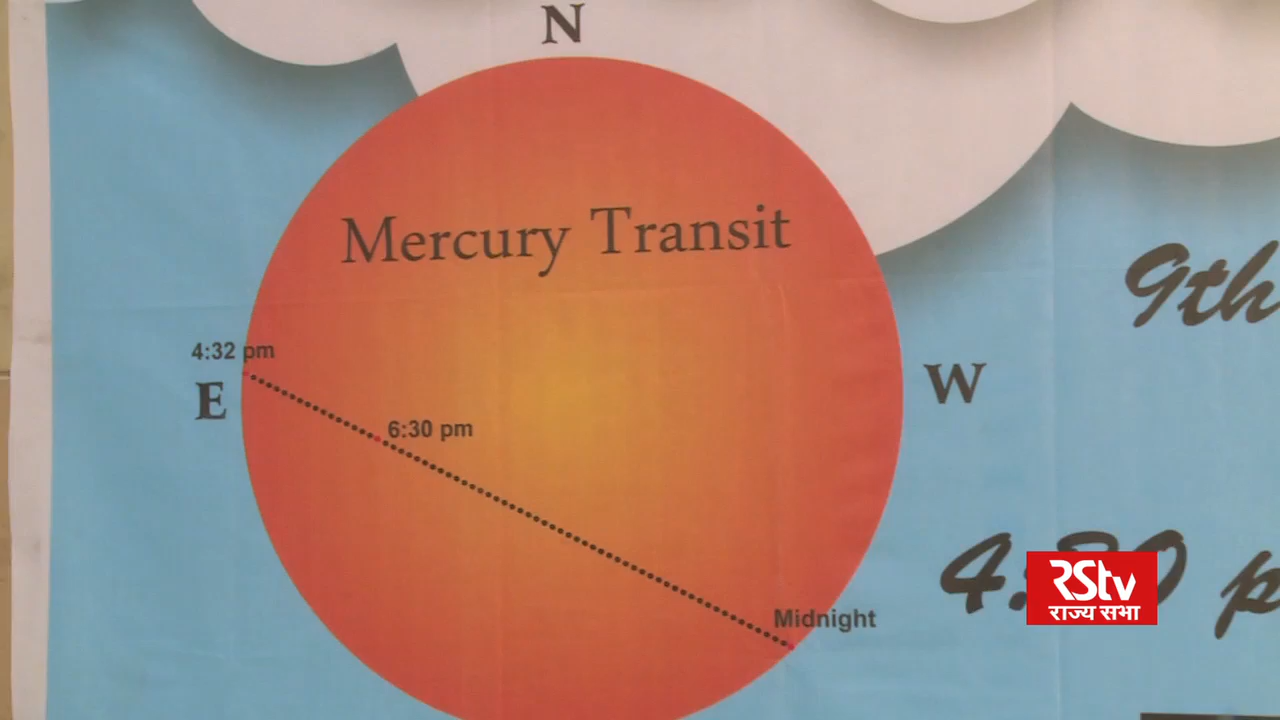 N
Mercury Transit
9th
4:32 pm
E
W
6:30 pm
RStv
राज्य सभा
Midnight